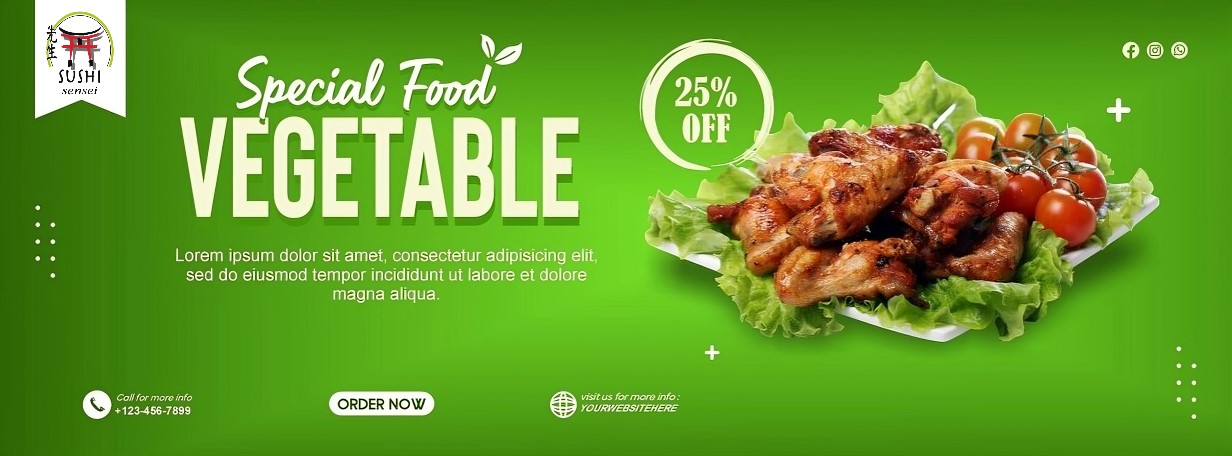 先生
SUSHI
sensei
Special Food
VEGETABLE
25%
OFF
Lorem ipsum dolor sit amet, consectetur adipisicing elit,
sed do eiusmod tempor incididunt ut labore et dolore
magna aliqua.
Call for more info
+123-456-7899
ORDER NOW
visit us for more info :
YOURWEBSITEHERE